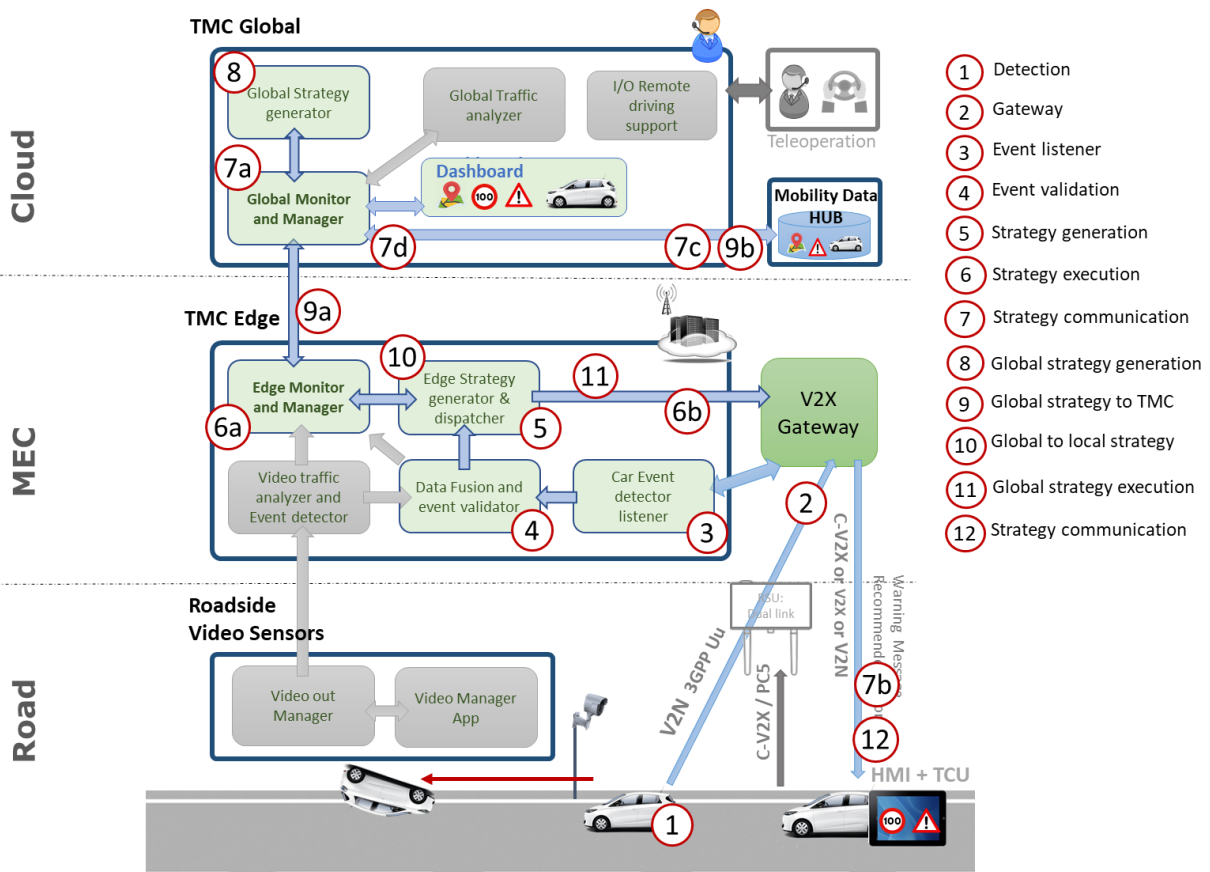 TMC Global
8
Global Strategy
generator
Global Traffic
analyzer
I/O Remote
driving
support
Teleoperation
7a
Global Monitor
and Manager
Dashboard
100
Mobility Data
HUB
7d
7c
9b
Cloud
9a
TMC Edge
10
Edge Monitor
and Manager
6a
Edge Strategy
generator &
dispatcher
5
11
6b
V2X
Gateway
Video traffic
analyzer and
Event detector
Data Fusion and
event validator
4
Car Event
detector
listener
3
2
MEC
C-V2X or V2X or V2N
Warning Message
Dual link
V2N 3GPP Uu
C-V2X / PC5
7b
12
HMI + TCU
Roadside
Video Sensors
Video out
Manager
Video Manager
App
Road
1
100
1 Detection
2 Gateway
3 Event listener
4 Event validation
5 Strategy generation
6 Strategy execution
7 Strategy communication
8 Global strategy generation
9 Global strategy to TMC
10 Global to local strategy
11 Global strategy execution
12 Strategy communication